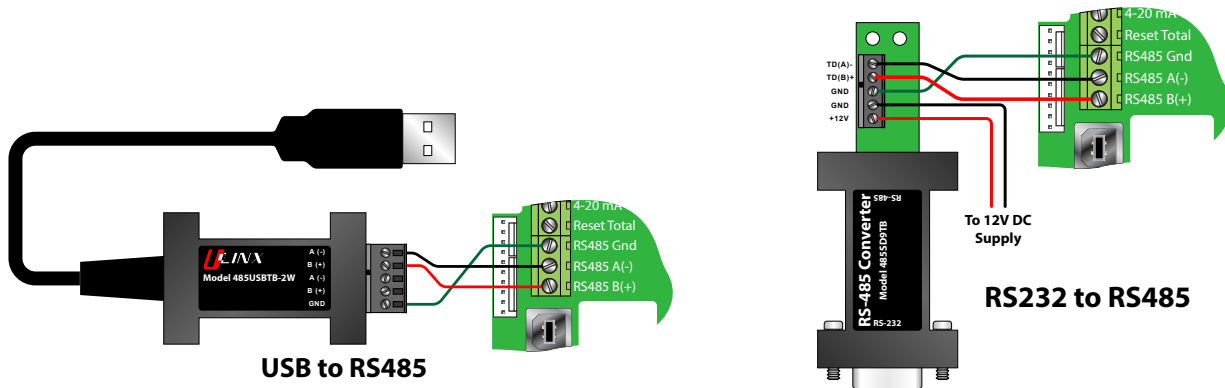 ULINX
Model 485USBTB-2W
A (-)
B (+)
A (-)
B (+)
GND
4-20 mA
Reset Total
RS485 Gnd
RS485 A(-)
RS485 B(+)
USB to RS485
TD(A)-
TD(B)+
GND
GND
+12V
4-20 mA
Reset Total
RS485 Gnd
RS485 A(-)
RS485 B(+)
To 12V DC
Supply
RS-485
RS-485 Converter
Model 485SD9TB
RS-232
RS232 to RS485